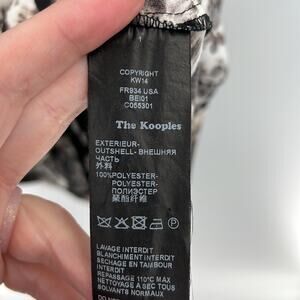 COPYRIGHT
KW14
FR934 USA
BEI01
C055301
The Kooples
EXTERIEUR-
OUTSHELL- ВНЕШНЯЯ
ЧАСТЬ
外料
100%POLYESTER-
POLYESTER-
ПОЛИЭСТЕР
聚酯纤维
LAVAGE INTERDIT
BLANCHIMENT INTERDIT
SECHAGE EN TAMBOUR
INTERDIT
REPASSAGE 110°C MAX
NETTOYAGE A SEC TOUS
SOLVANTS NORMAUX